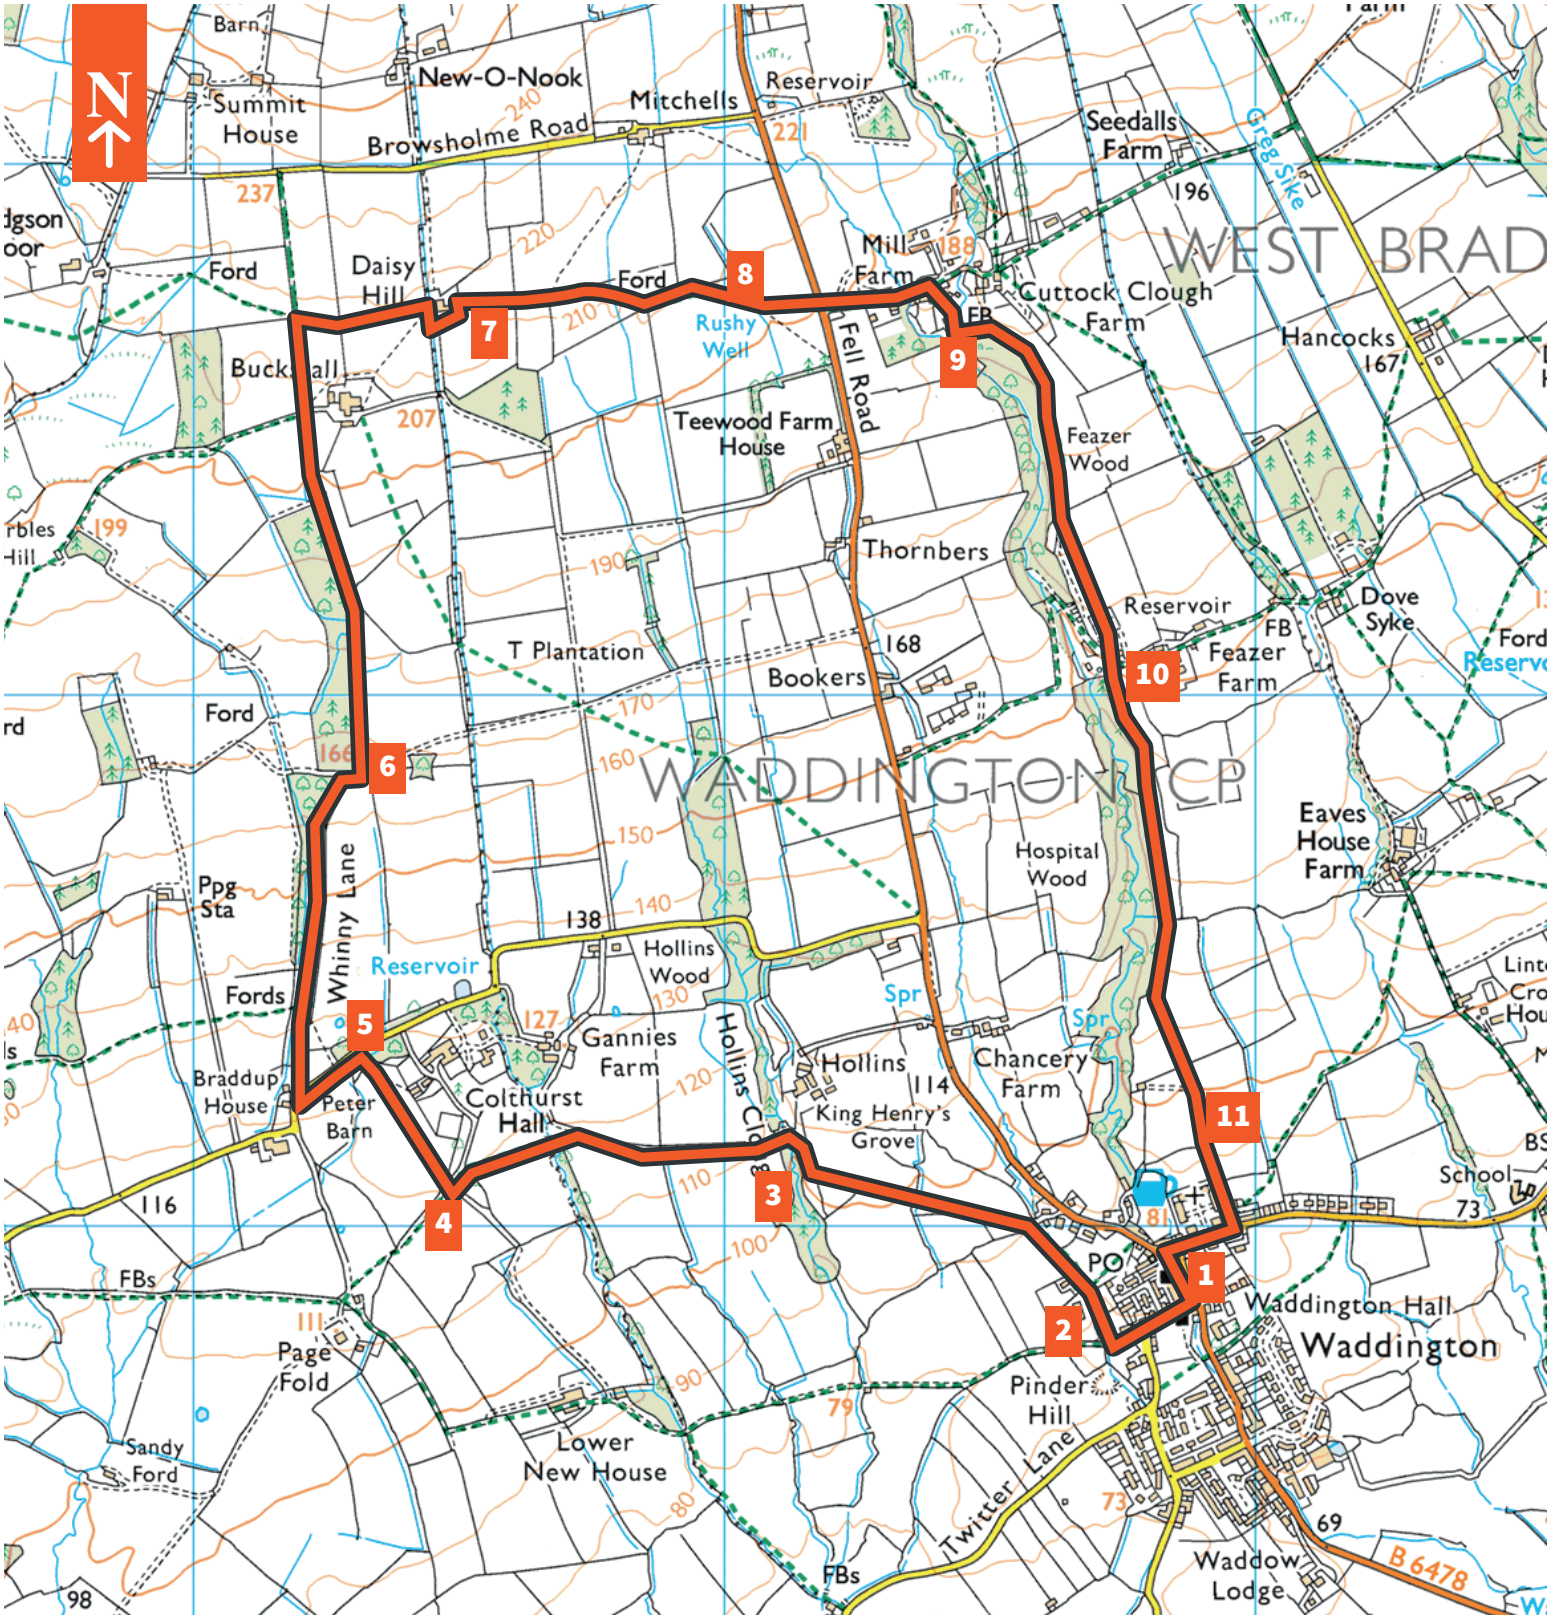 N
Barn
Summit
House
New-O-Nook
240
Browsholme Road
Mitchells
Reservoir
221
237
220
Seedalls
Farm
Greg Sike
196
WEST BRAD
dgson
oor
Ford
Daisy
Hill
Ford
8
Mill
Farm
188
Cuttock Clough
Farm
FB
7
210
Rushy
Well
Fell Road
9
Hancocks
167
207
Teewood Farm
House
Feazer
Wood
rbles
Hill
199
190
Thornbers
Reservoir
Dove
Syke
FB
Feazer
Farm
Ford
T Plantation
168
Bookers
170
10
rd
Ford
166
6
160
WADDINGTON CP
150
Hospital
Wood
Eaves
House
Farm
Ppg
Sta
Whinny Lane
140
138
Hollins
Wood
Reservoir
Fords
130
Spr
Spr
5
127
Gannies
Farm
Hollins
Chancery
Farm
114
120
Braddup
House
Peter
Barn
Colthurst
Hall
King Henry's
Grove
11
School
73
116
110
3
4
81
100
PO
1
FBs
2
Waddington Hall
Waddington
111
Page
Fold
90
79
Pinder
Hill
Lower
New House
Sandy
Ford
80
Twitter Lane
73
69
B 6478
Waddow
Lodge
FBs
98